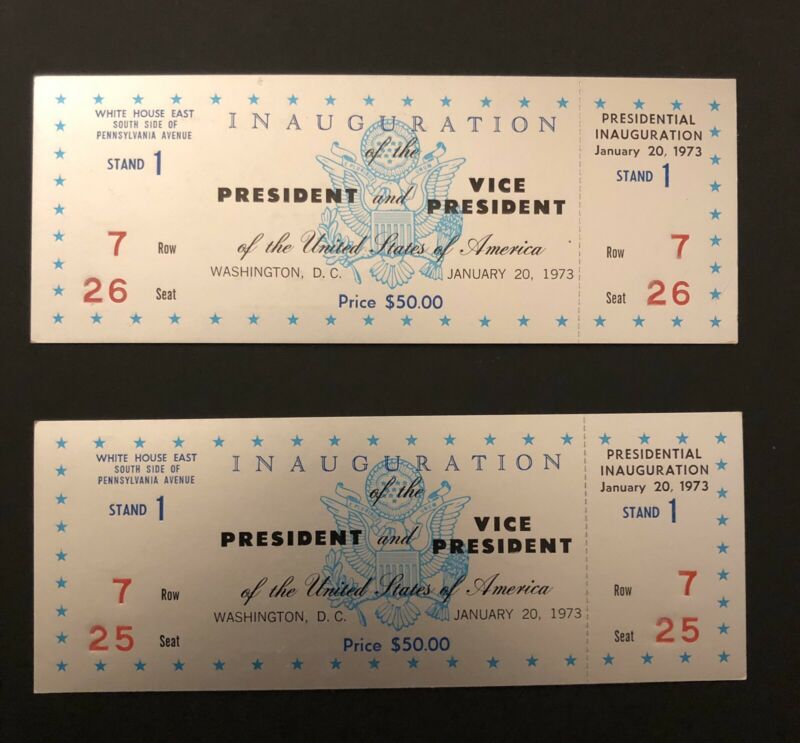 WHITE HOUSE EAST
SOUTH SIDE OF
PENNSYLVANIA AVENUE
STAND 1
7 Row
26 Seat
INAUGURATION
of the
PRESIDENT and VICE PRESIDENT
of the United States of America
WASHINGTON, D. C. JANUARY 20, 1973
Price $50.00
PRESIDENTIAL
INAUGURATION
January 20, 1973
STAND 1
Row 7
Seat 26
WHITE HOUSE EAST
SOUTH SIDE OF
PENNSYLVANIA AVENUE
STAND 1
7 Row
25 Seat
INAUGURATION
of the
PRESIDENT and VICE PRESIDENT
of the United States of America
WASHINGTON, D. C. JANUARY 20, 1973
Price $50.00
PRESIDENTIAL
INAUGURATION
January 20, 1973
STAND 1
Row 7
Seat 25